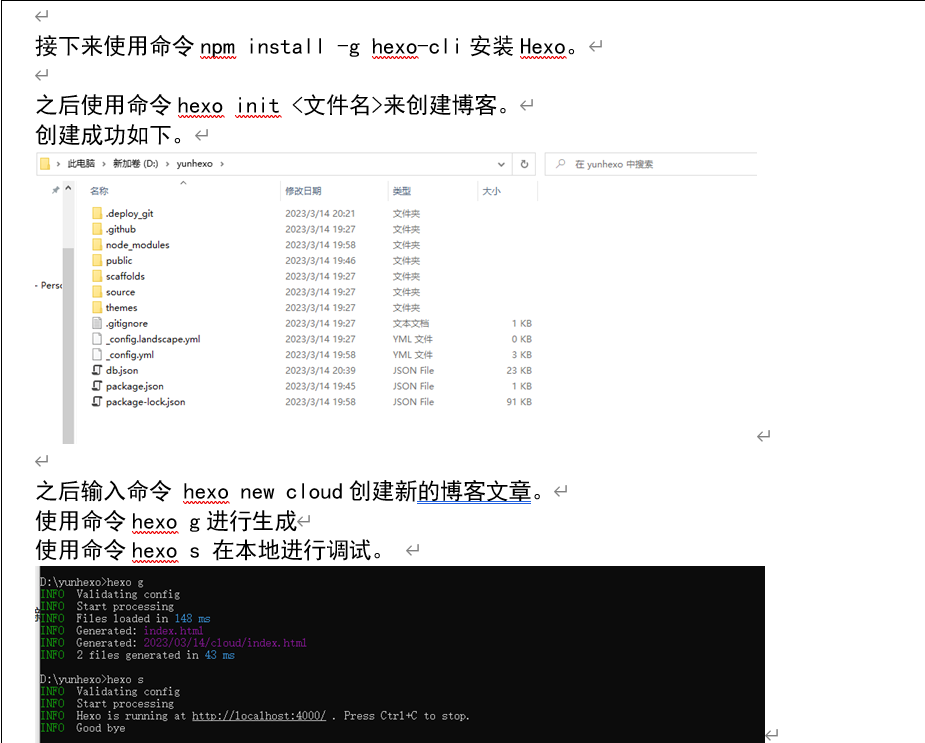 接下来使用命令 npm install -g hexo-cli 安装 Hexo。
之后使用命令 hexo init <文件名>来创建博客。
创建成功如下。
此电脑 > 新加卷 (D:) > yunhexo > 在 yunhexo 中搜索
名称 修改日期 类型 大小
.deploy_git 2023/3/14 20:21 文件夹
.github 2023/3/14 19:27 文件夹
node_modules 2023/3/14 19:58 文件夹
public 2023/3/14 19:46 文件夹
scaffolds 2023/3/14 19:27 文件夹
- Perso
source 2023/3/14 19:27 文件夹
themes 2023/3/14 19:27 文件夹
.gitignore 2023/3/14 19:27 文本文档 1 KB
_config.landscape.yml 2023/3/14 19:27 YML 文件 0 KB
_config.yml 2023/3/14 19:58 YML 文件 3 KB
db.json 2023/3/14 20:39 JSON File 23 KB
package.json 2023/3/14 19:45 JSON File 1 KB
package-lock.json 2023/3/14 19:58 JSON File 91 KB
之后输入命令 hexo new cloud 创建新的博客文章。
使用命令 hexo g 进行生成
使用命令 hexo s 在本地进行调试。
D:\yunhexo>hexo g
INFO Validating config
INFO Start processing
INFO Files loaded in 148 ms
INFO Generated: index.html
INFO Generated: 2023/03/14/cloud/index.html
INFO 2 files generated in 43 ms
D:\yunhexo>hexo s
INFO Validating config
INFO Start processing
INFO Hexo is running at http://localhost:4000/ . Press Ctrl+C to stop.
INFO Good bye